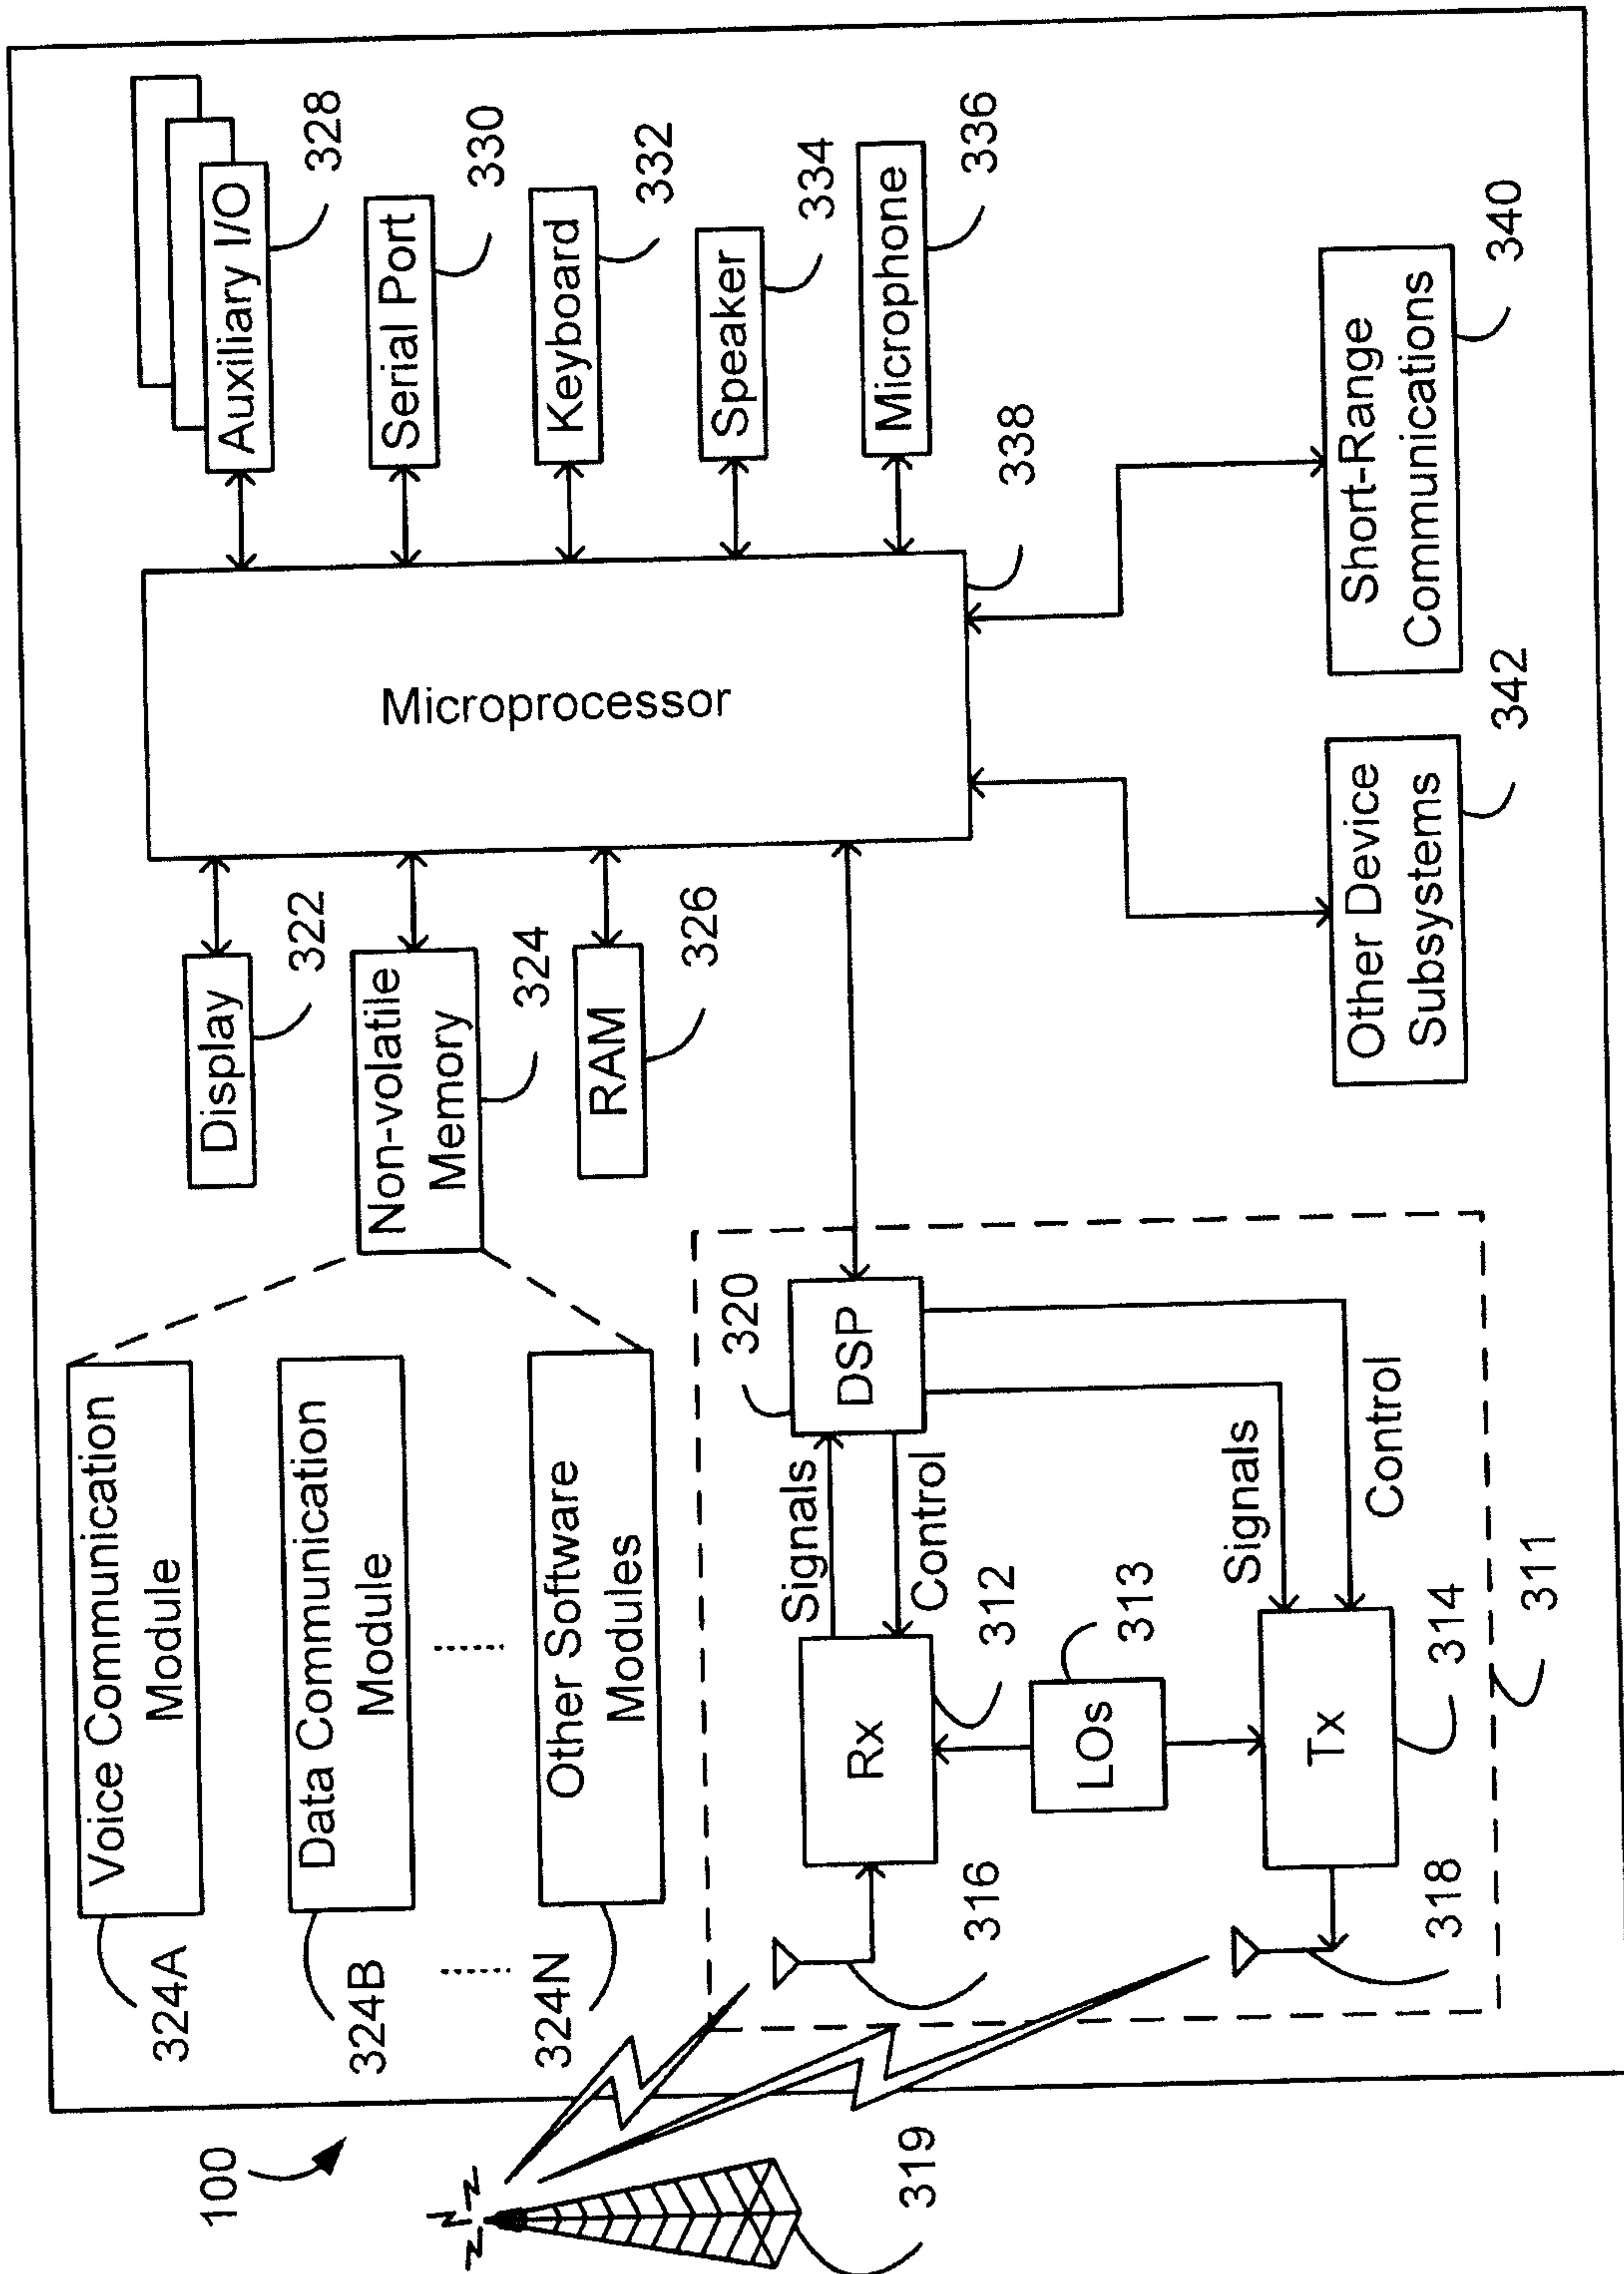 100
319
324A
Voice Communication
Module
324B
Data Communication
Module
324N
Other Software
Modules
Display
322
Non-volatile
Memory
324
RAM
326
Microprocessor
338
Auxiliary I/O
328
Serial Port
330
Keyboard
332
Speaker
334
Microphone
336
320
DSP
Signals
Control
Rx
312
LOs
313
Signals
Control
Tx
314
316
318
311
Other Device
Subsystems
342
Short-Range
Communications
340